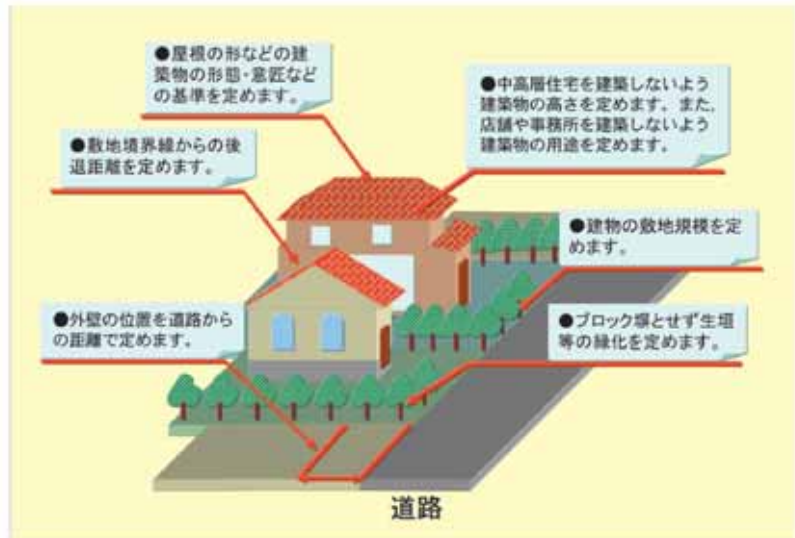 ●屋根の形などの建
築物の形態・意匠など
の基準を定めます。
●中高層住宅を建築しないよう
建築物の高さを定めます。また、
店舗や事務所を建築しないよう
建築物の用途を定めます。
●敷地境界線からの後
退距離を定めます。
●建物の敷地規模を定
めます。
●外壁の位置を道路から
の距離で定めます。
●ブロック塀とせず生垣
等の緑化を定めます。
道路